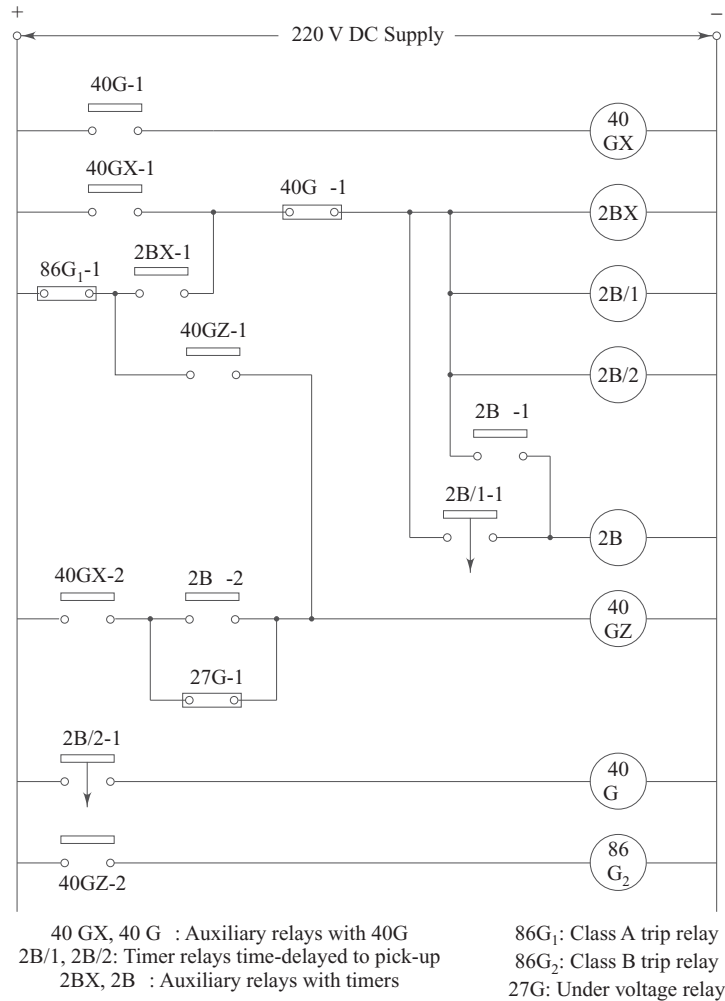 + −
220 V DC Supply
40G-1
40
GX
40GX-1
40G -1
2BX
2BX-1
86G₁-1
2B/1
40GZ-1
2B/2
2B -1
2B/1-1
2B
40GX-2
2B -2
40
GZ
27G-1
2B/2-1
40
G
86
G₂
40GZ-2
40 GX, 40 G : Auxiliary relays with 40G
2B/1, 2B/2: Timer relays time-delayed to pick-up
2BX, 2B : Auxiliary relays with timers
86G₁: Class A trip relay
86G₂: Class B trip relay
27G: Under voltage relay